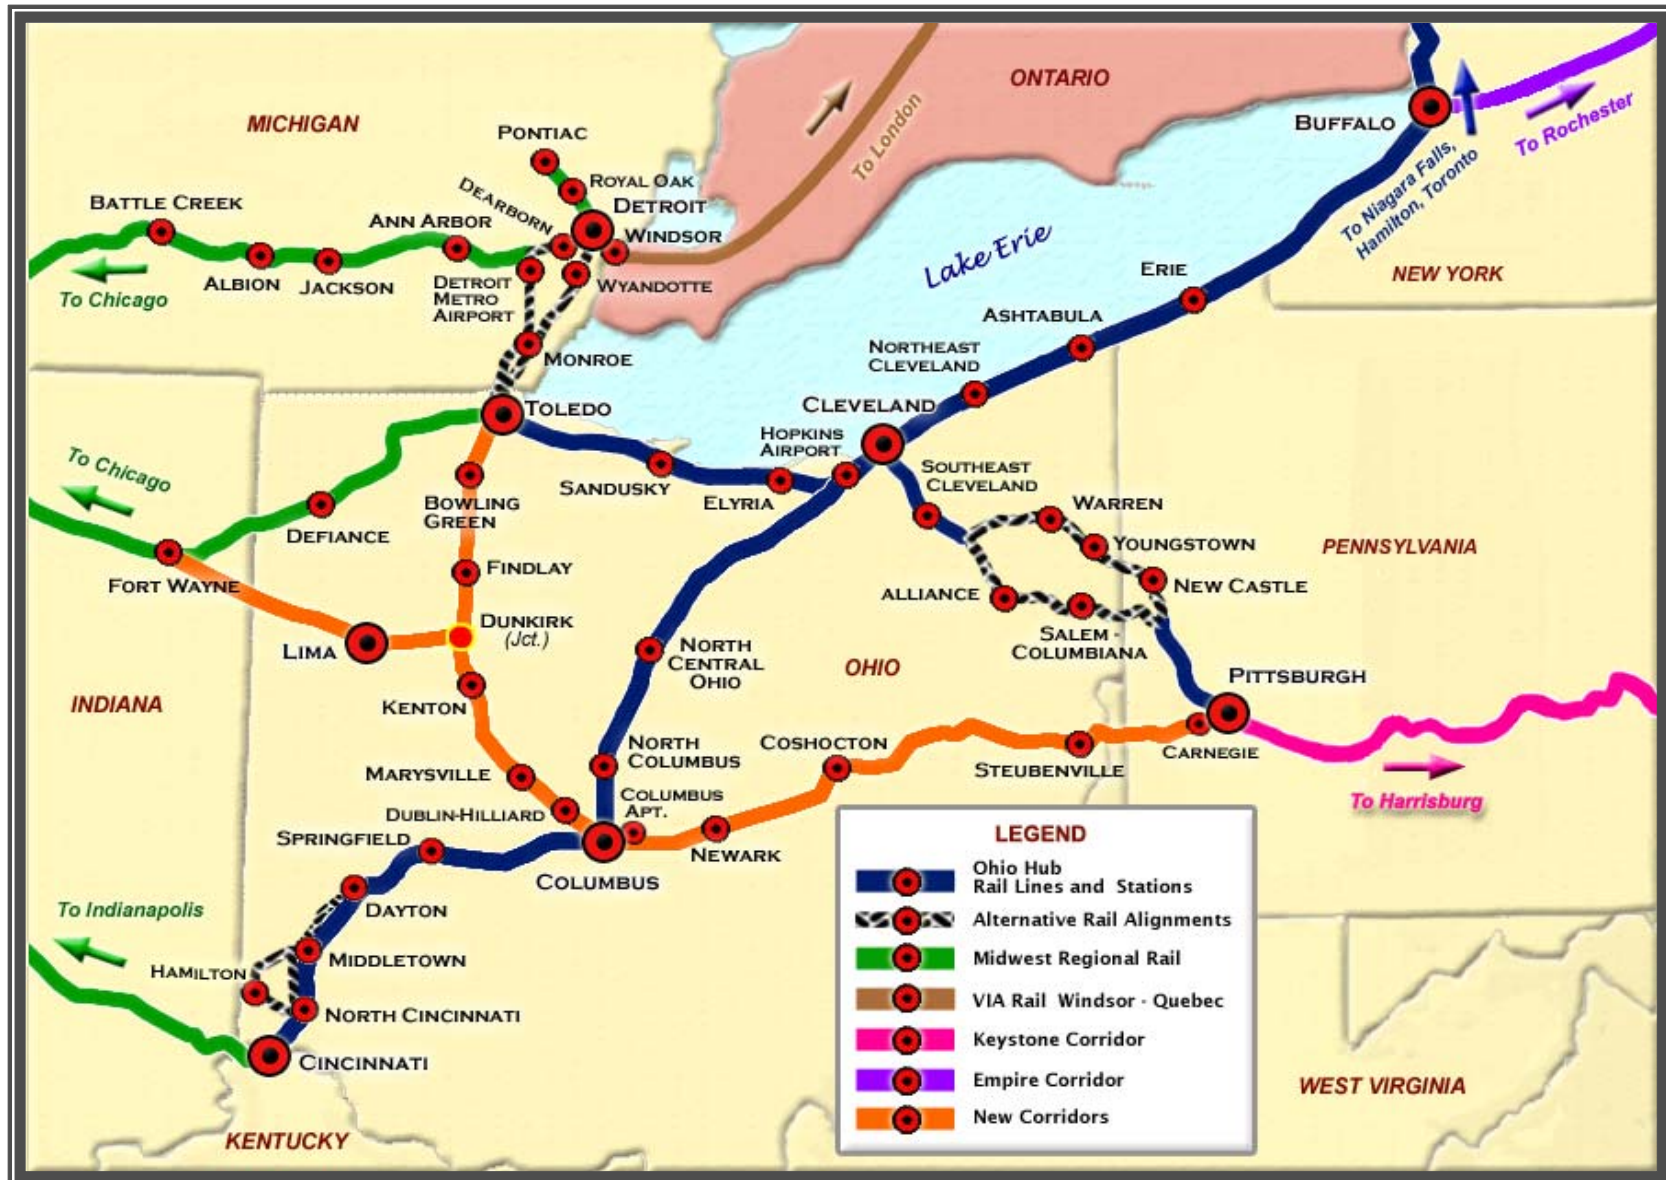 ONTARIO
MICHIGAN
PONTIAC
BUFFALO
To Rochester
To London
ROYAL OAK
DEARBORN
DETROIT
BATTLE CREEK
ANN ARBOR
WINDSOR
To Niagara Falls,
Hamilton, Toronto
Lake Erie
ERIE
NEW YORK
ALBION
JACKSON
DETROIT
METRO
AIRPORT
WYANDOTTE
To Chicago
ASHTABULA
MONROE
NORTHEAST
CLEVELAND
TOLEDO
CLEVELAND
HOPKINS
AIRPORT
To Chicago
SOUTHEAST
CLEVELAND
SANDUSKY
ELYRIA
BOWLING
GREEN
WARREN
DEFIANCE
YOUNGSTOWN
PENNSYLVANIA
FORT WAYNE
FINDLAY
NEW CASTLE
ALLIANCE
DUNKIRK
(Jct.)
SALEM -
COLUMBIANA
LIMA
NORTH
CENTRAL
OHIO
OHIO
PITTSBURGH
INDIANA
KENTON
NORTH
COLUMBUS
COSHOCTON
CARNEGIE
STEUBENVILLE
MARYSVILLE
COLUMBUS
APT.
To Harrisburg
DUBLIN-HILLIARD
SPRINGFIELD
NEWARK
COLUMBUS
To Indianapolis
DAYTON
MIDDLETOWN
HAMILTON
NORTH CINCINNATI
CINCINNATI
KENTUCKY
WEST VIRGINIA
LEGEND
Ohio Hub
Rail Lines and Stations
Alternative Rail Alignments
Midwest Regional Rail
VIA Rail Windsor - Quebec
Keystone Corridor
Empire Corridor
New Corridors